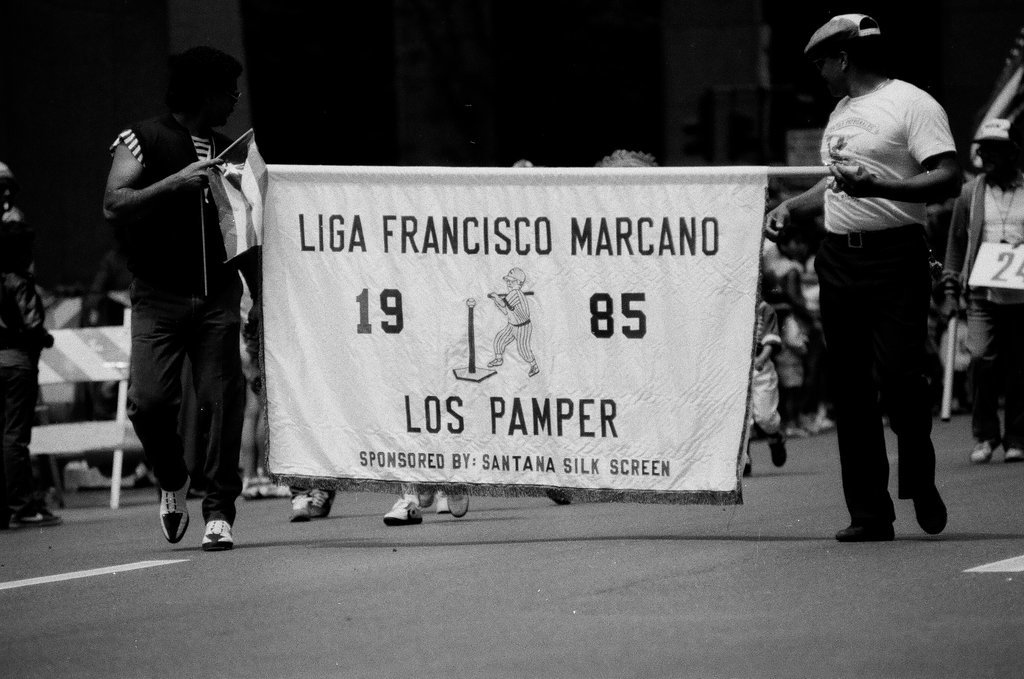 LIGA FRANCISCO MARCANO
19 85
LOS PAMPER
SPONSORED BY: SANTANA SILK SCREEN